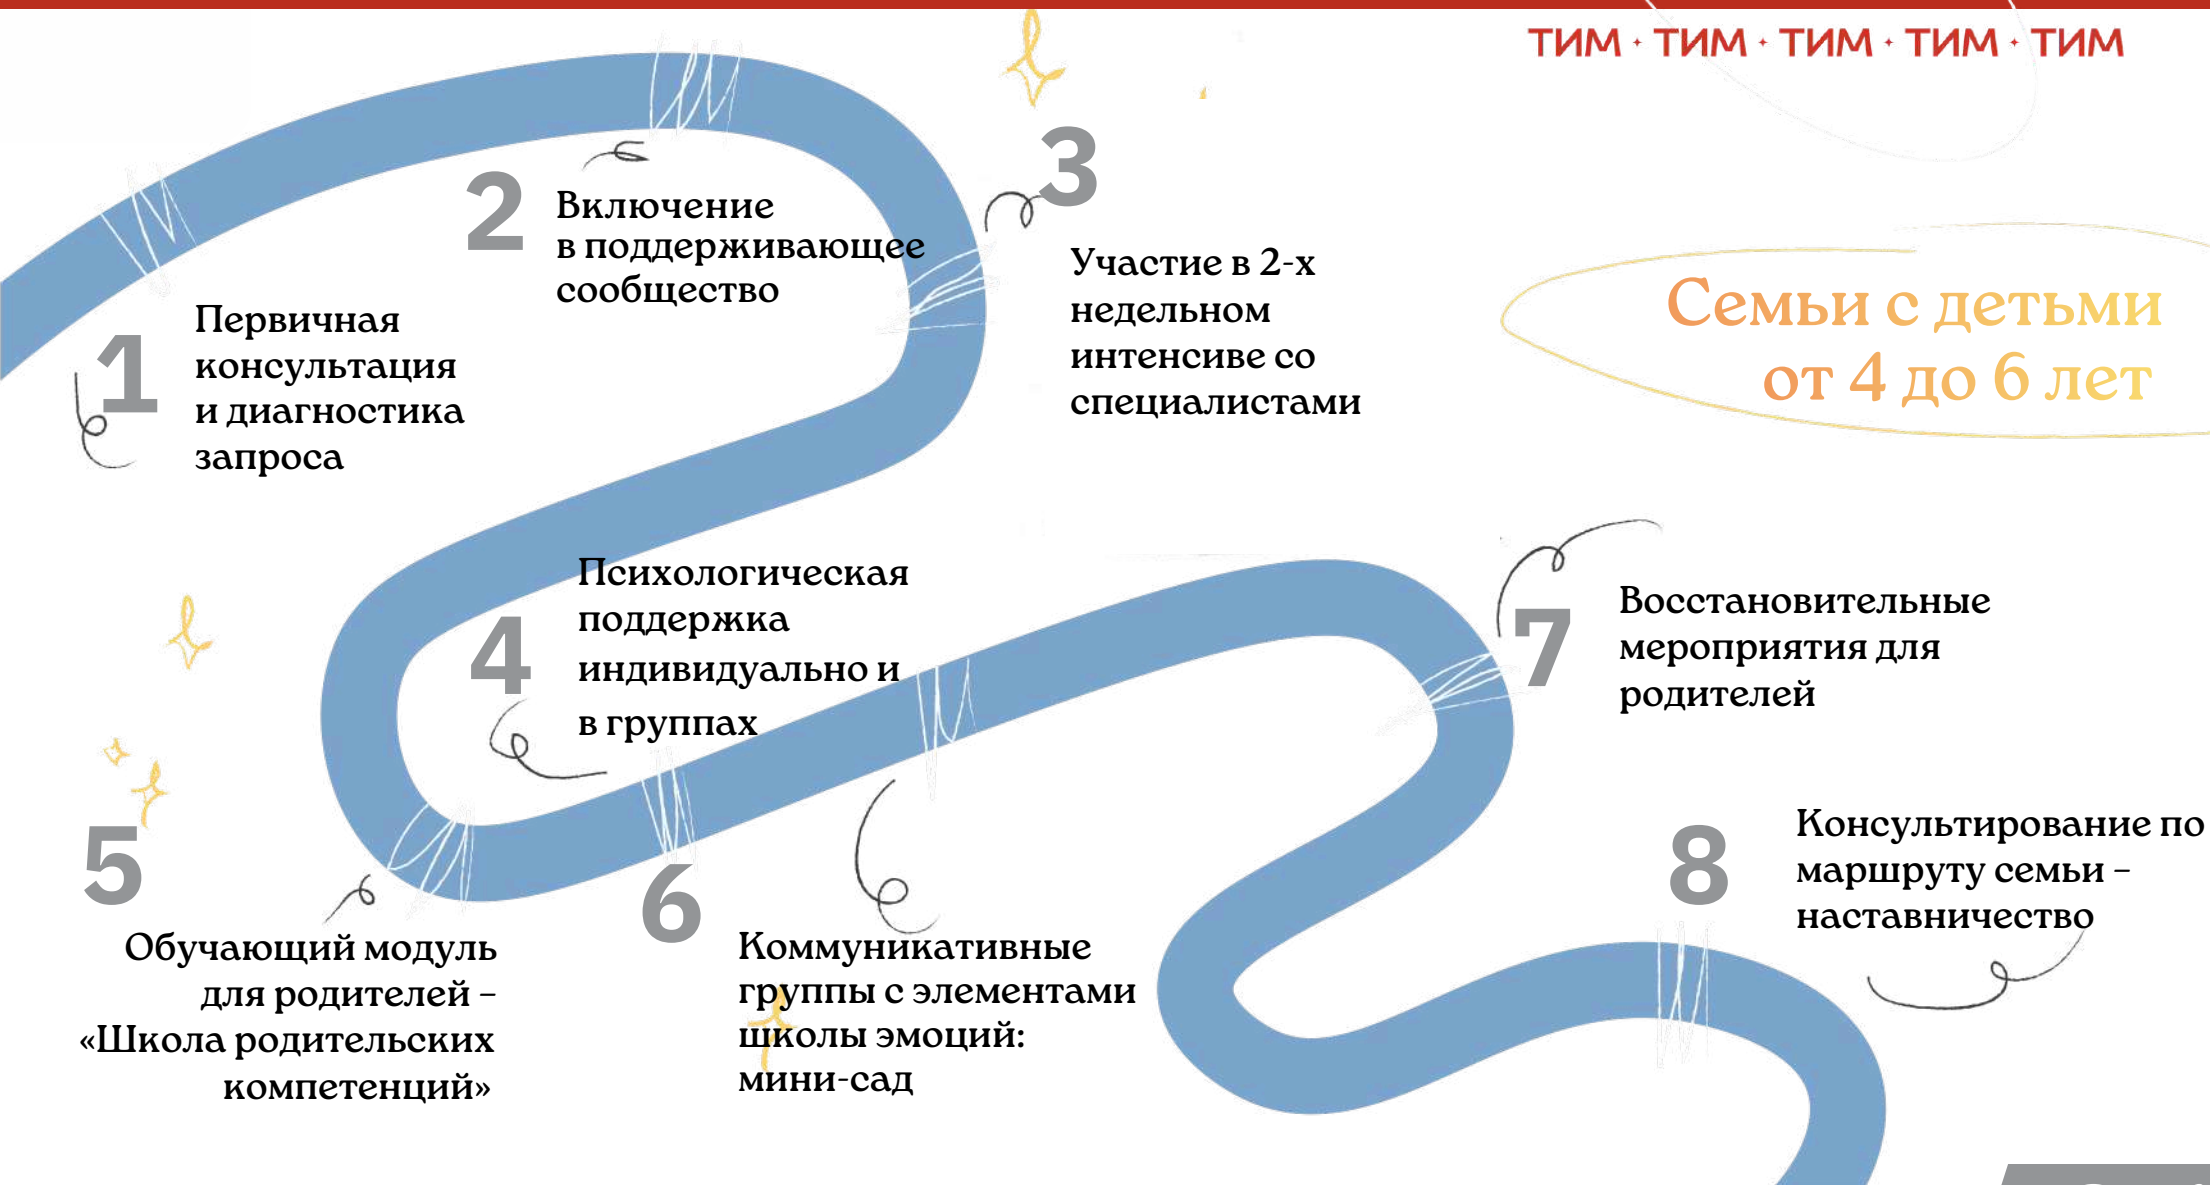 ТИМ · ТИМ · ТИМ · ТИМ · ТИМ
Семьи с детьми
от 4 до 6 лет
1
Первичная
консультация
и диагностика
запроса
2
Включение
в поддерживающее
сообщество
3
Участие в 2-х
недельном
интенсиве со
специалистами
4
Психологическая
поддержка
индивидуально и
в группах
5
Обучающий модуль
для родителей –
«Школа родительских
компетенций»
6
Коммуникативные
группы с элементами
школы эмоций:
мини-сад
7
Восстановительные
мероприятия для
родителей
8
Консультирование по
маршруту семьи –
наставничество